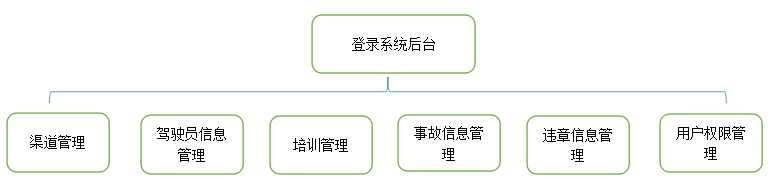 登录系统后台
渠道管理
驾驶员信息
管理
培训管理
事故信息管
理
违章信息管
理
用户权限管
理